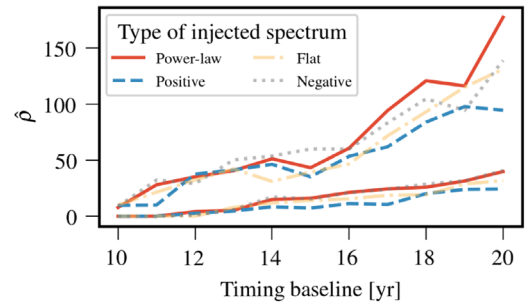 Type of injected spectrum
Power-law Flat
Positive Negative
150
100
50
0
ρ̂
10 12 14 16 18 20
Timing baseline [yr]